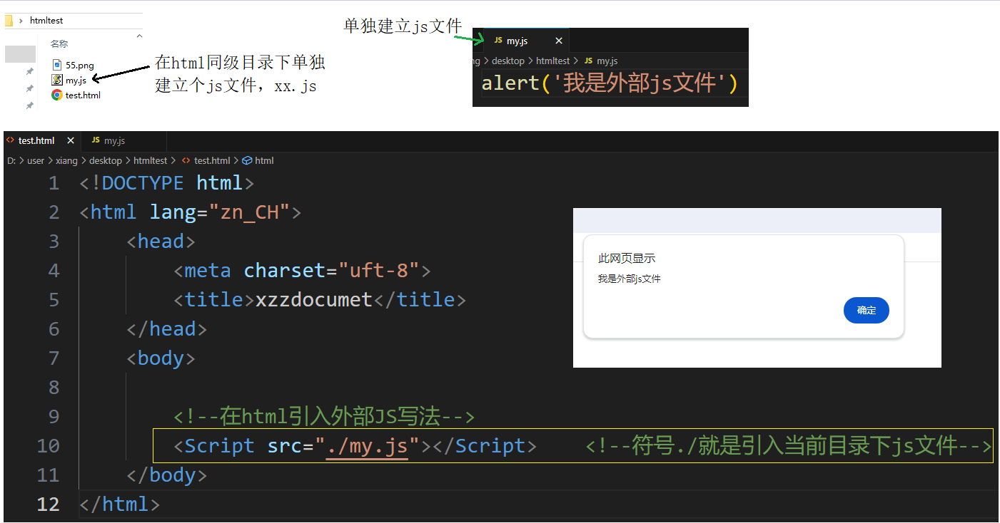 htmltest
名称
55.png
my.js
test.html
在html同级目录下单独
建立个js文件，xx.js
单独建立js文件
JS my.js ✕
ng > desktop > htmltest > JS my.js
alert('我是外部js文件')
<> test.html ✕ JS my.js
D: > user > xiang > desktop > htmltest > <> test.html > html
1 <!DOCTYPE html>
2 <html lang="zn_CH">
3 <head>
4 <meta charset="uft-8">
5 <title>xzzdocumet</title>
6 </head>
7 <body>
8
9 <!--在html引入外部JS写法-->
10 <Script src="./my.js"></Script> <!--符号./就是引入当前目录下js文件-->
11 </body>
12 </html>
此网页显示
我是外部js文件
确定